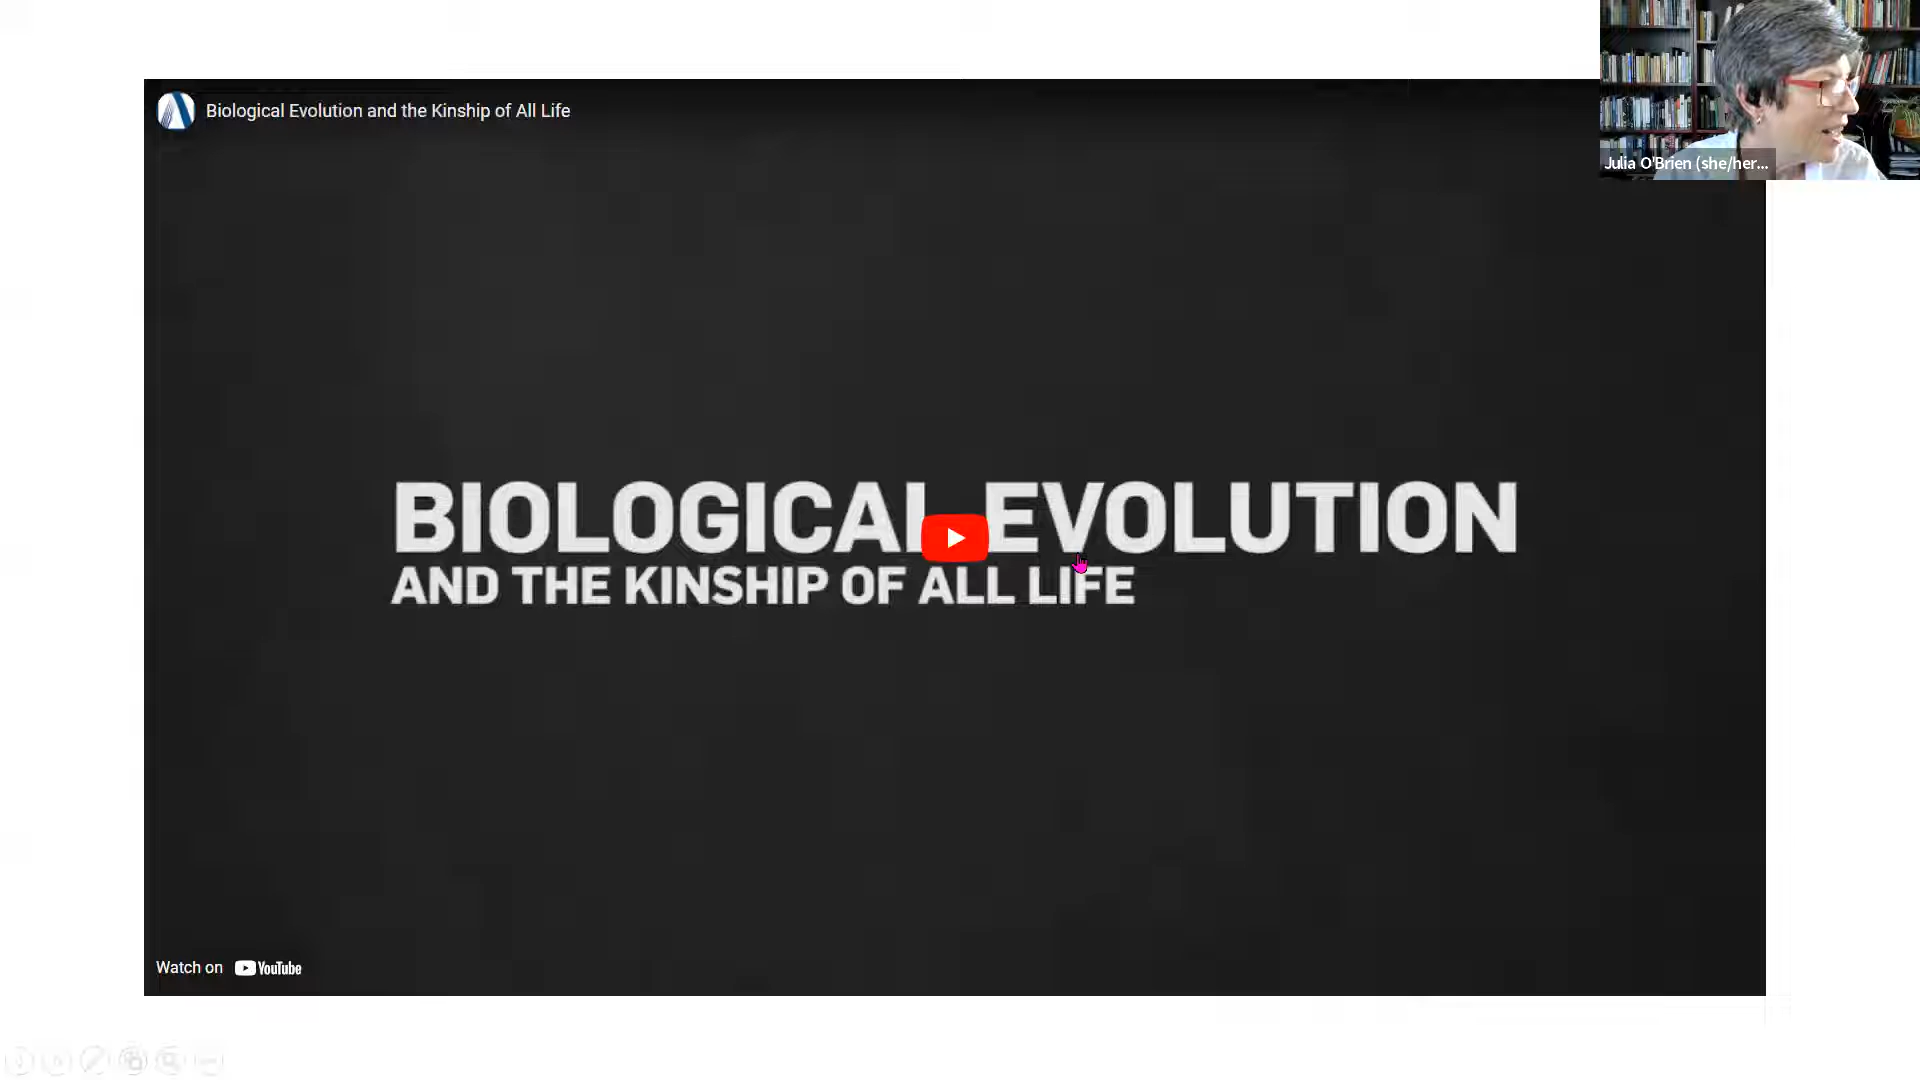 Biological Evolution and the Kinship of All Life
Julia O'Brien (she/her...
BIOLOGICAL EVOLUTION
AND THE KINSHIP OF ALL LIFE
Watch on YouTube